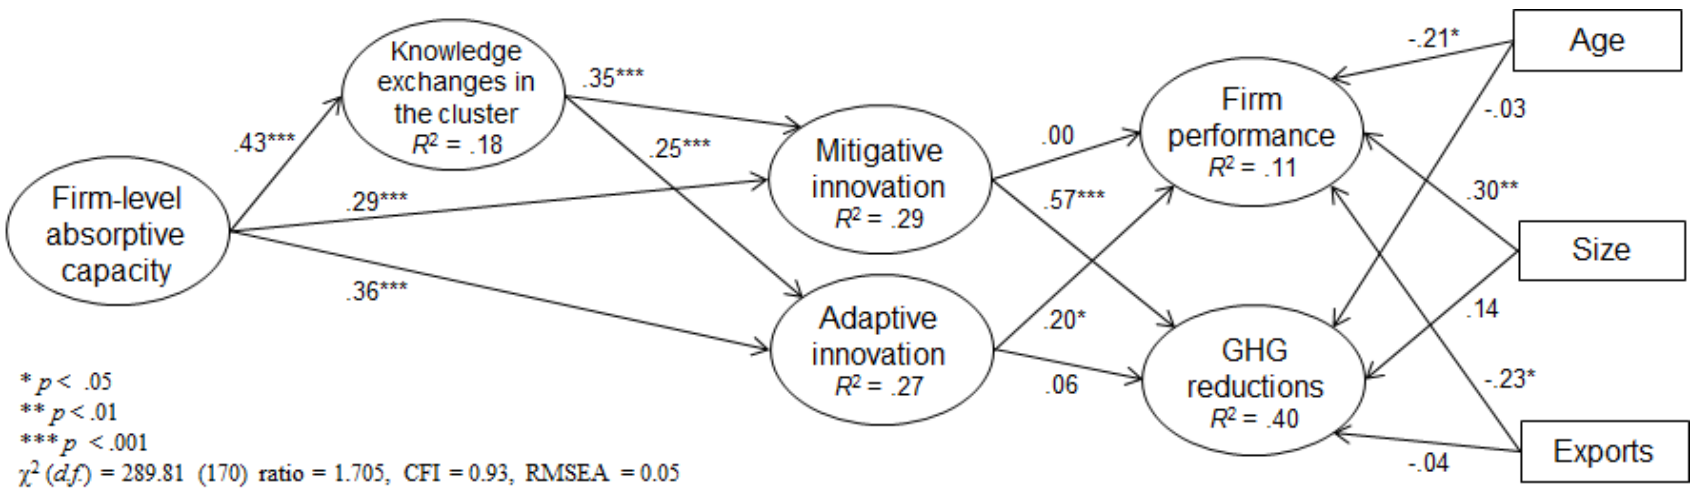 Firm-level
absorptive
capacity
.43***
.29***
.36***
Knowledge
exchanges in
the cluster
R² = .18
.35***
.25***
Mitigative
innovation
R² = .29
Adaptive
innovation
R² = .27
.00
.57***
.20*
.06
Firm
performance
R² = .11
GHG
reductions
R² = .40
-.21*
-.03
.30**
.14
-.23*
-.04
Age
Size
Exports
* p < .05
** p < .01
*** p < .001
χ² (d.f.) = 289.81 (170) ratio = 1.705, CFI = 0.93, RMSEA = 0.05